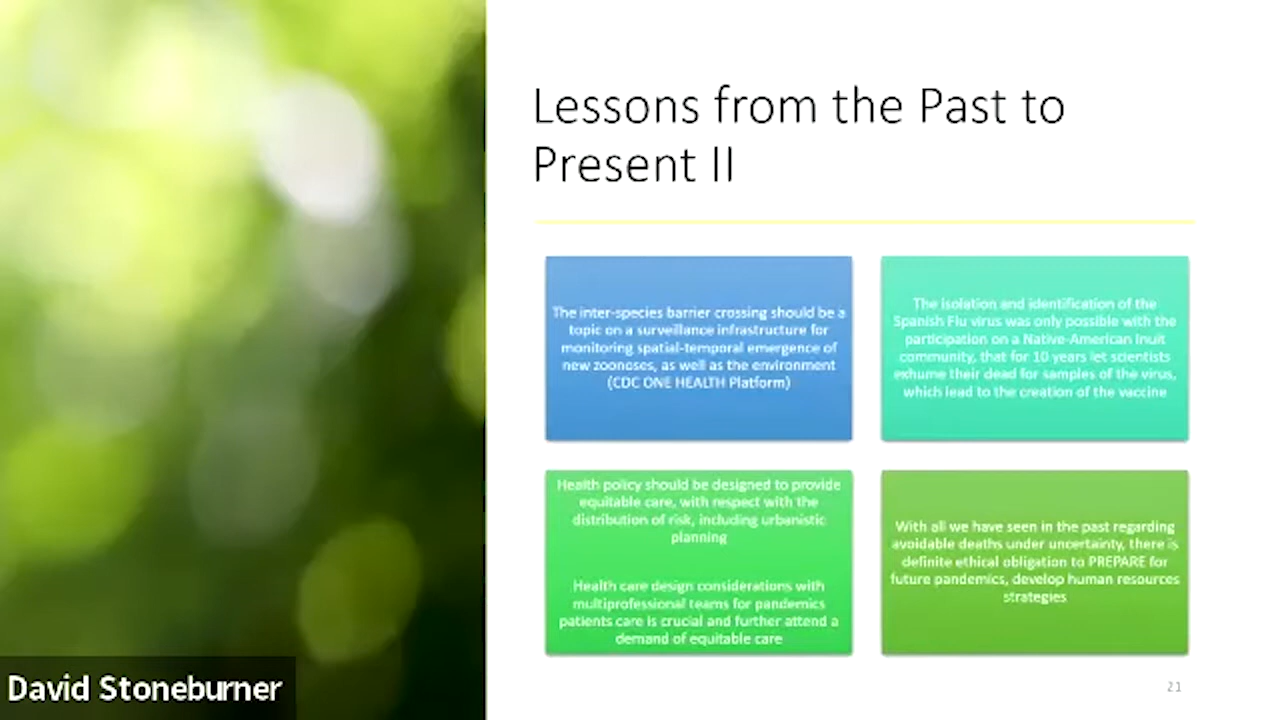 Lessons from the Past to
Present II
The inter-species barrier crossing should be a
topic on a surveillance infrastructure for
monitoring spatial-temporal emergence of
new zoonoses, as well as the environment
(CDC ONE HEALTH Platform)
The isolation and identification of the
Spanish Flu virus was only possible with the
participation on a Native-American Inuit
community, that for 10 years let scientists
exhume their dead for samples of the virus,
which lead to the creation of the vaccine
Health policy should be designed to provide
equitable care, with respect with the
distribution of risk, including urbanistic
planning
Health care design considerations with
multiprofessional teams for pandemics
patients care is crucial and further attend a
demand of equitable care
With all we have seen in the past regarding
avoidable deaths under uncertainty, there is
definite ethical obligation to PREPARE for
future pandemics, develop human resources
strategies
David Stoneburner
21